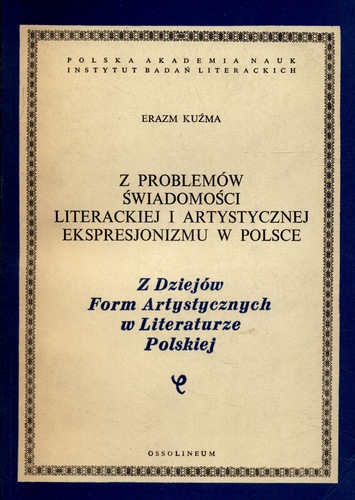 POLSKA AKADEMIA NAUK
INSTYTUT BADAŃ LITERACKICH
ERAZM KUŹMA
Z PROBLEMÓW
ŚWIADOMOŚCI
LITERACKIEJ I ARTYSTYCZNEJ
EKSPRESJONIZMU W POLSCE
Z Dziejów
Form Artystycznych
w Literaturze
Polskiej
OSSOLINEUM